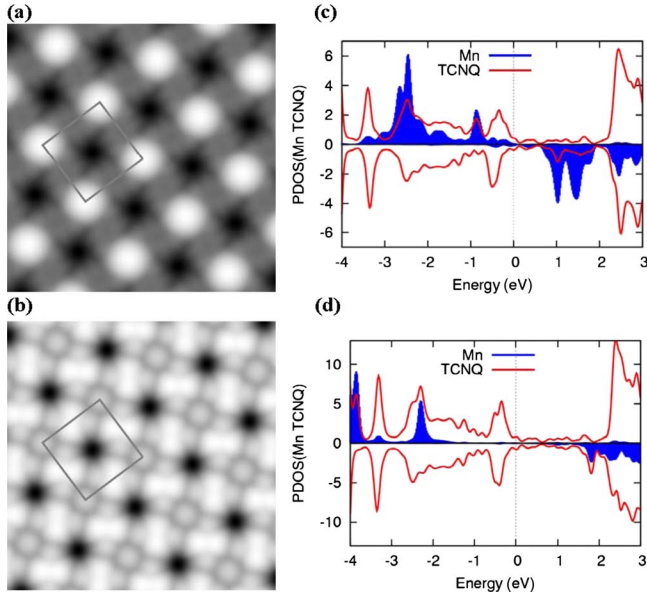 (a)
(c)
Mn
TCNQ
PDOS(Mn TCNQ)
6
4
2
0
-2
-4
-6
-4 -3 -2 -1 0 1 2 3
Energy (eV)
(b)
(d)
Mn
TCNQ
PDOS(Mn TCNQ)
10
5
0
-5
-10
-4 -3 -2 -1 0 1 2 3
Energy (eV)